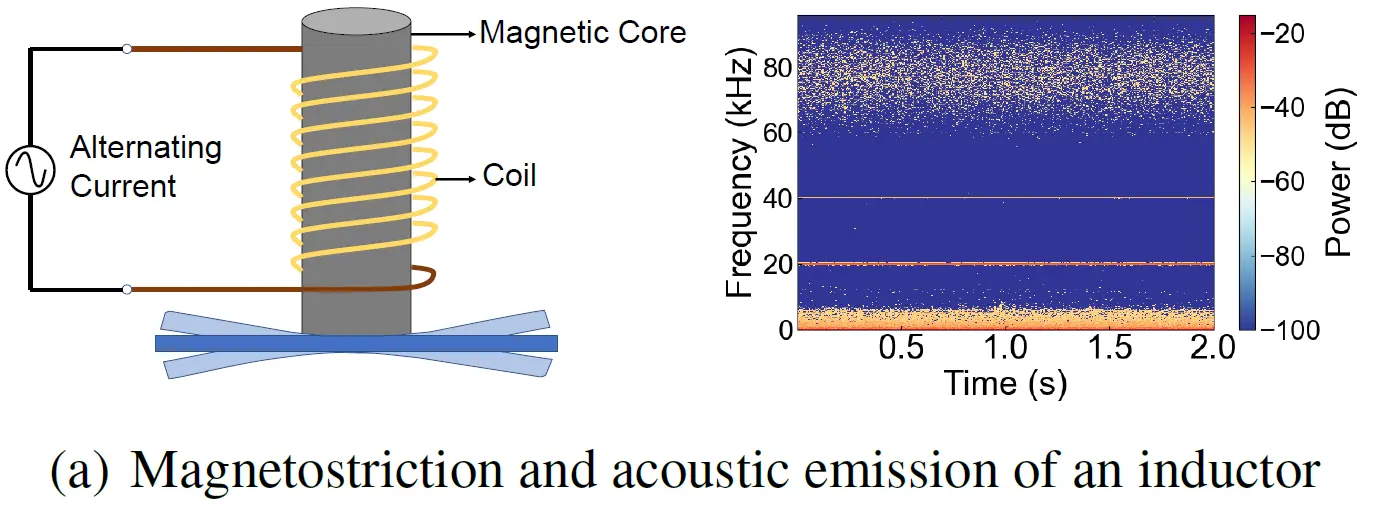 Magnetic Core
Alternating
Current
Coil
Frequency (kHz)
80
60
40
20
0
0.5
1.0
1.5
2.0
Time (s)
−20
−40
−60
−80
−100
Power (dB)
(a) Magnetostriction and acoustic emission of an inductor